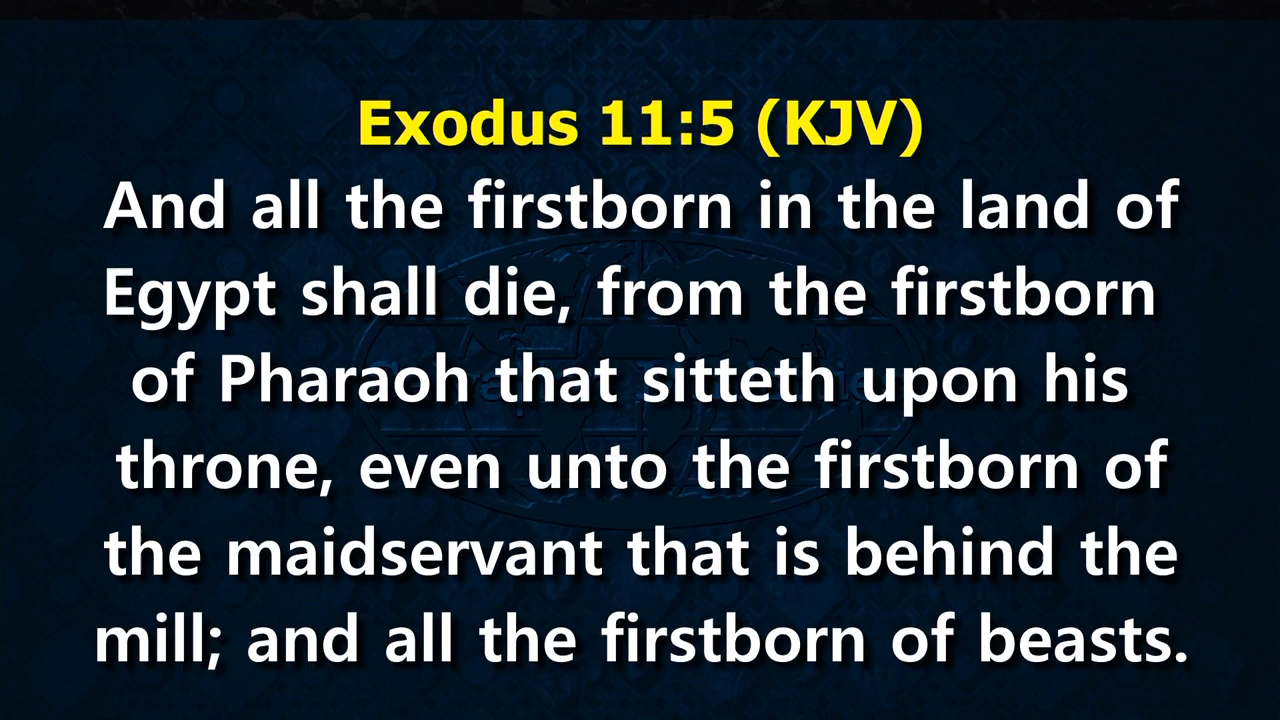 Exodus 11:5 (KJV)
And all the firstborn in the land of
Egypt shall die, from the firstborn
of Pharaoh that sitteth upon his
throne, even unto the firstborn of
the maidservant that is behind the
mill; and all the firstborn of beasts.